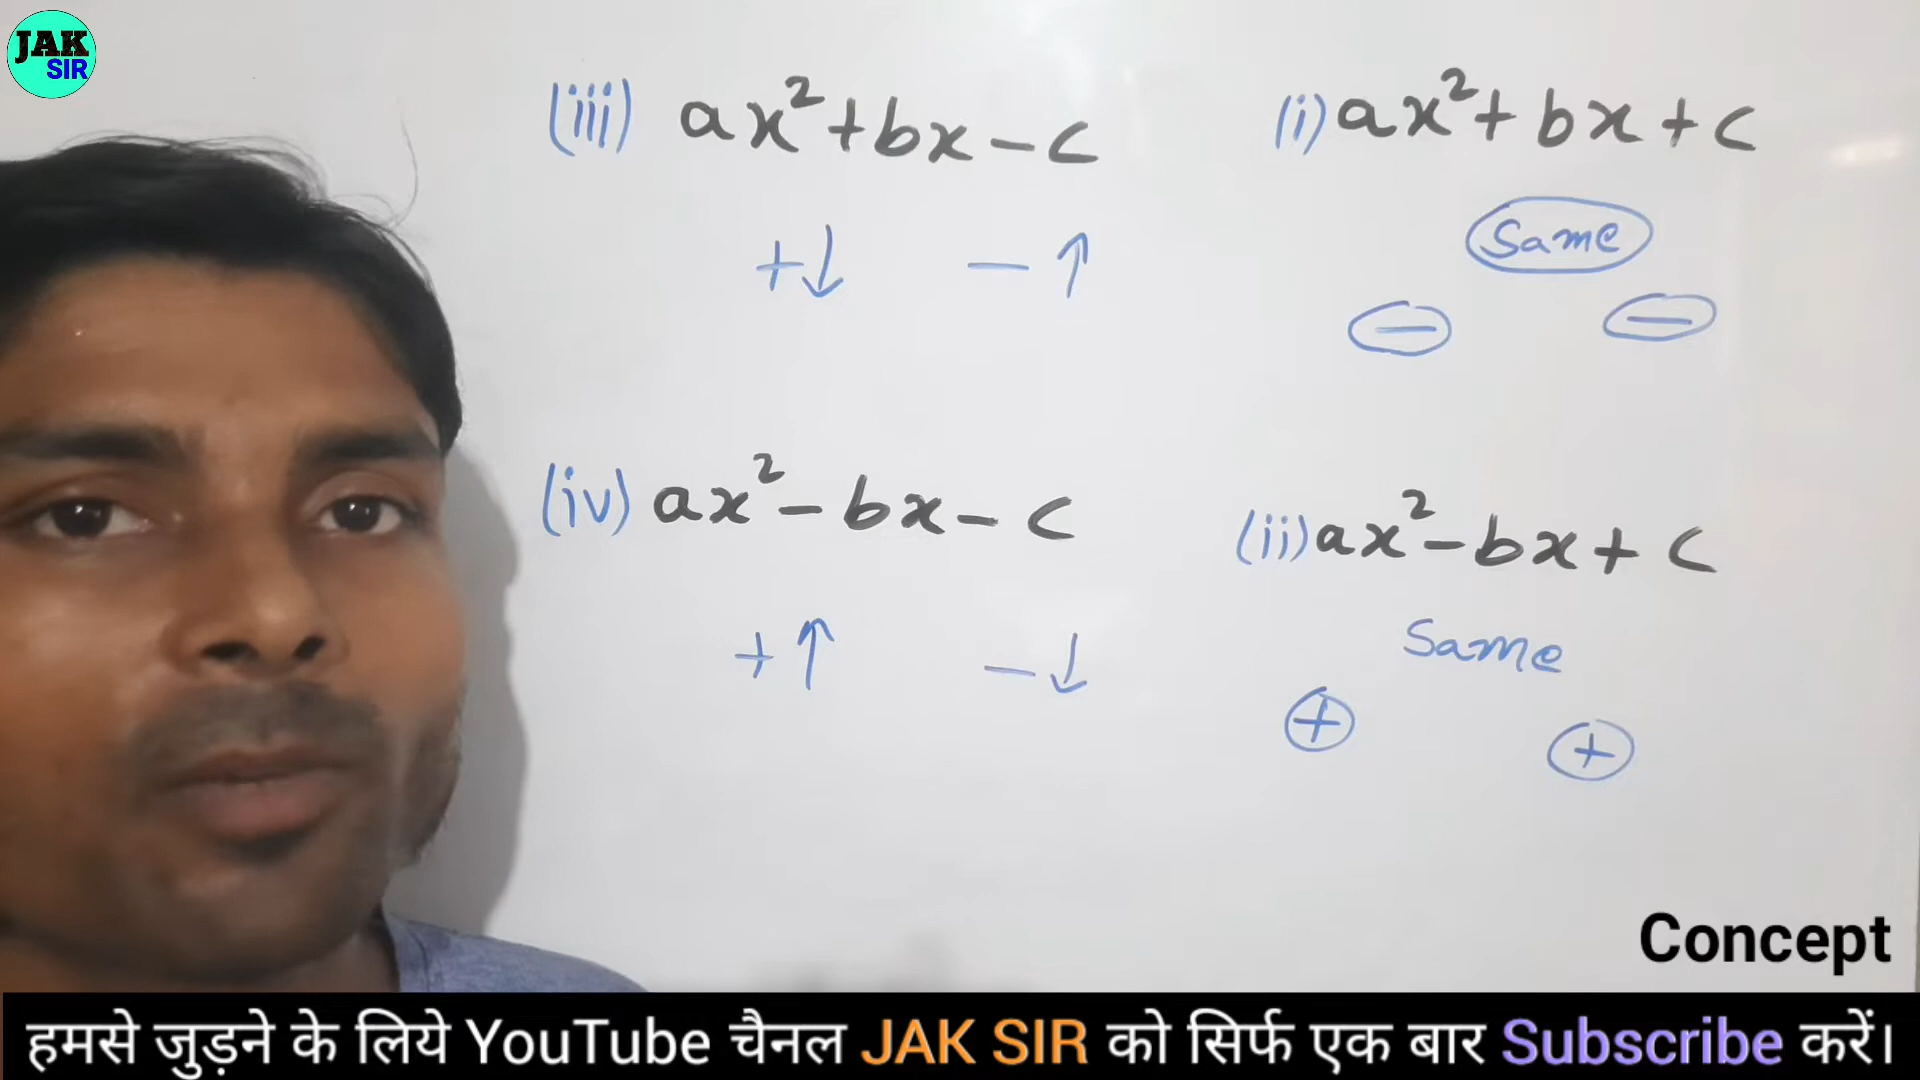 JAK
SIR
(iii) ax²+bx-c
+↓ -↑
(i) ax²+bx+c
Same
- -
(iv) ax²-bx-c
+↑ -↓
(ii) ax²-bx+c
Same
+ +
Concept
हमसे जुड़ने के लिये YouTube चैनल JAK SIR को सिर्फ एक बार Subscribe करें।